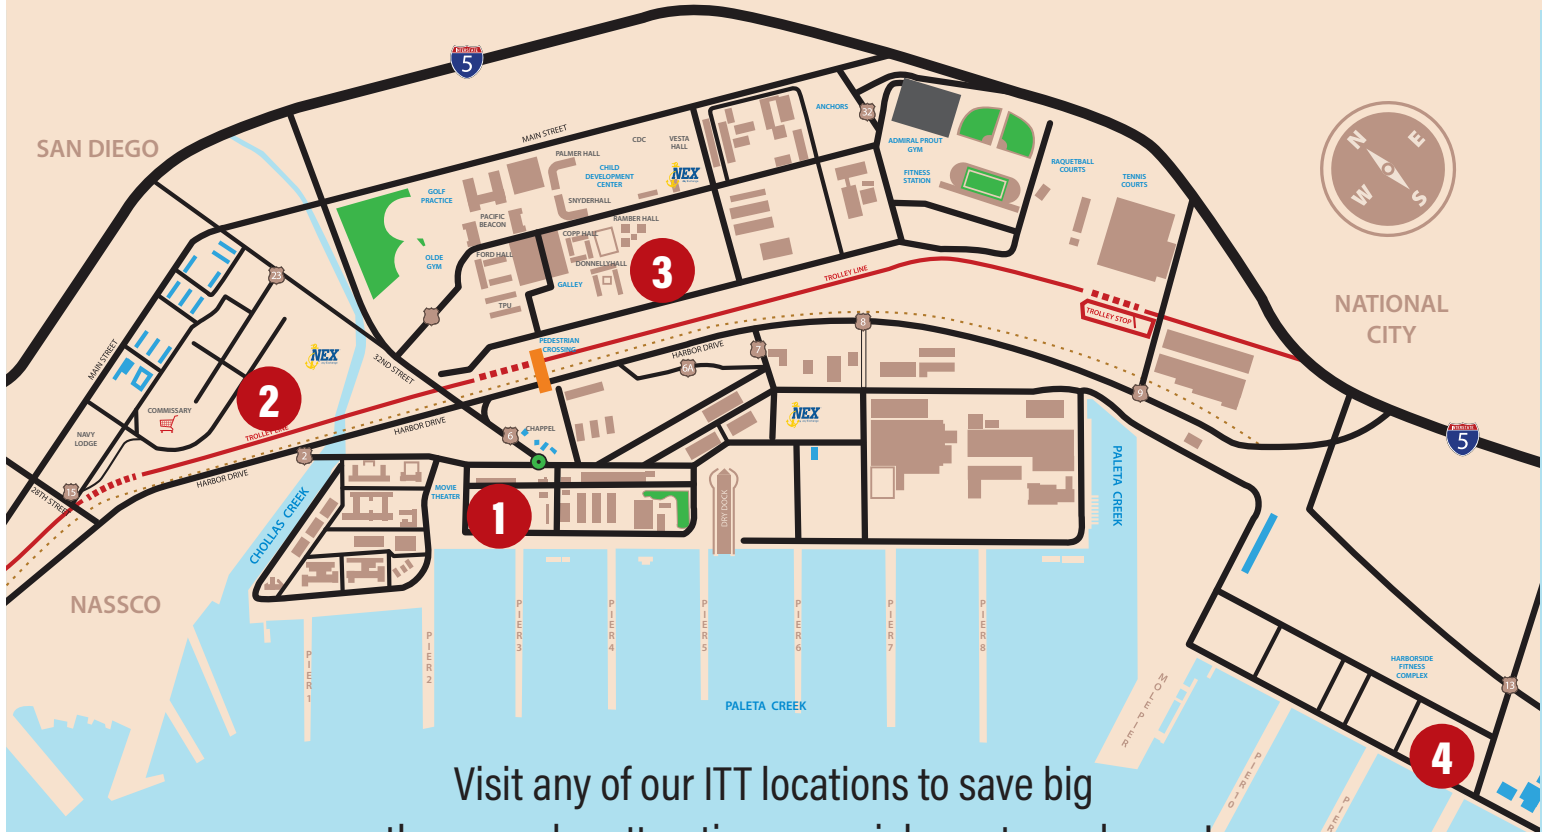 5
SAN DIEGO
MAIN STREET
CDC
VESTA
HALL
ANCHORS
32
ADMIRAL PROUT
GYM
FITNESS
STATION
RAQUETBALL
COURTS
TENNIS
COURTS
N
E
W
S
NATIONAL
CITY
PALMER HALL
CHILD
DEVELOPMENT
CENTER
NEX
GOLF
PRACTICE
SNYDERHALL
PACIFIC
BEACON
RAMBER HALL
COPP HALL
OLDE
GYM
FORD HALL
DONNELLYHALL
GALLEY
TPU
3
TROLLEY LINE
TROLLEY STOP
23
MAIN STREET
NEX
32ND STREET
PEDESTRIAN
CROSSING
HARBOR DRIVE
7
8
6A
9
2
COMMISSARY
NAVY
LODGE
TROLLEY LINE
HARBOR DRIVE
6
CHAPPEL
NEX
5
2
HARBOR DRIVE
15
28TH STREET
CHOLLAS CREEK
MOVIE
THEATER
1
DRY DOCK
PALETA CREEK
NASSCO
PIER 1
PIER 2
PIER 3
PIER 4
PIER 5
PIER 6
PIER 7
PIER 8
PALETA CREEK
MOLE PIER
HARBORSIDE
FITNESS
COMPLEX
13
4
PIER 10
PIER
Visit any of our ITT locations to save big